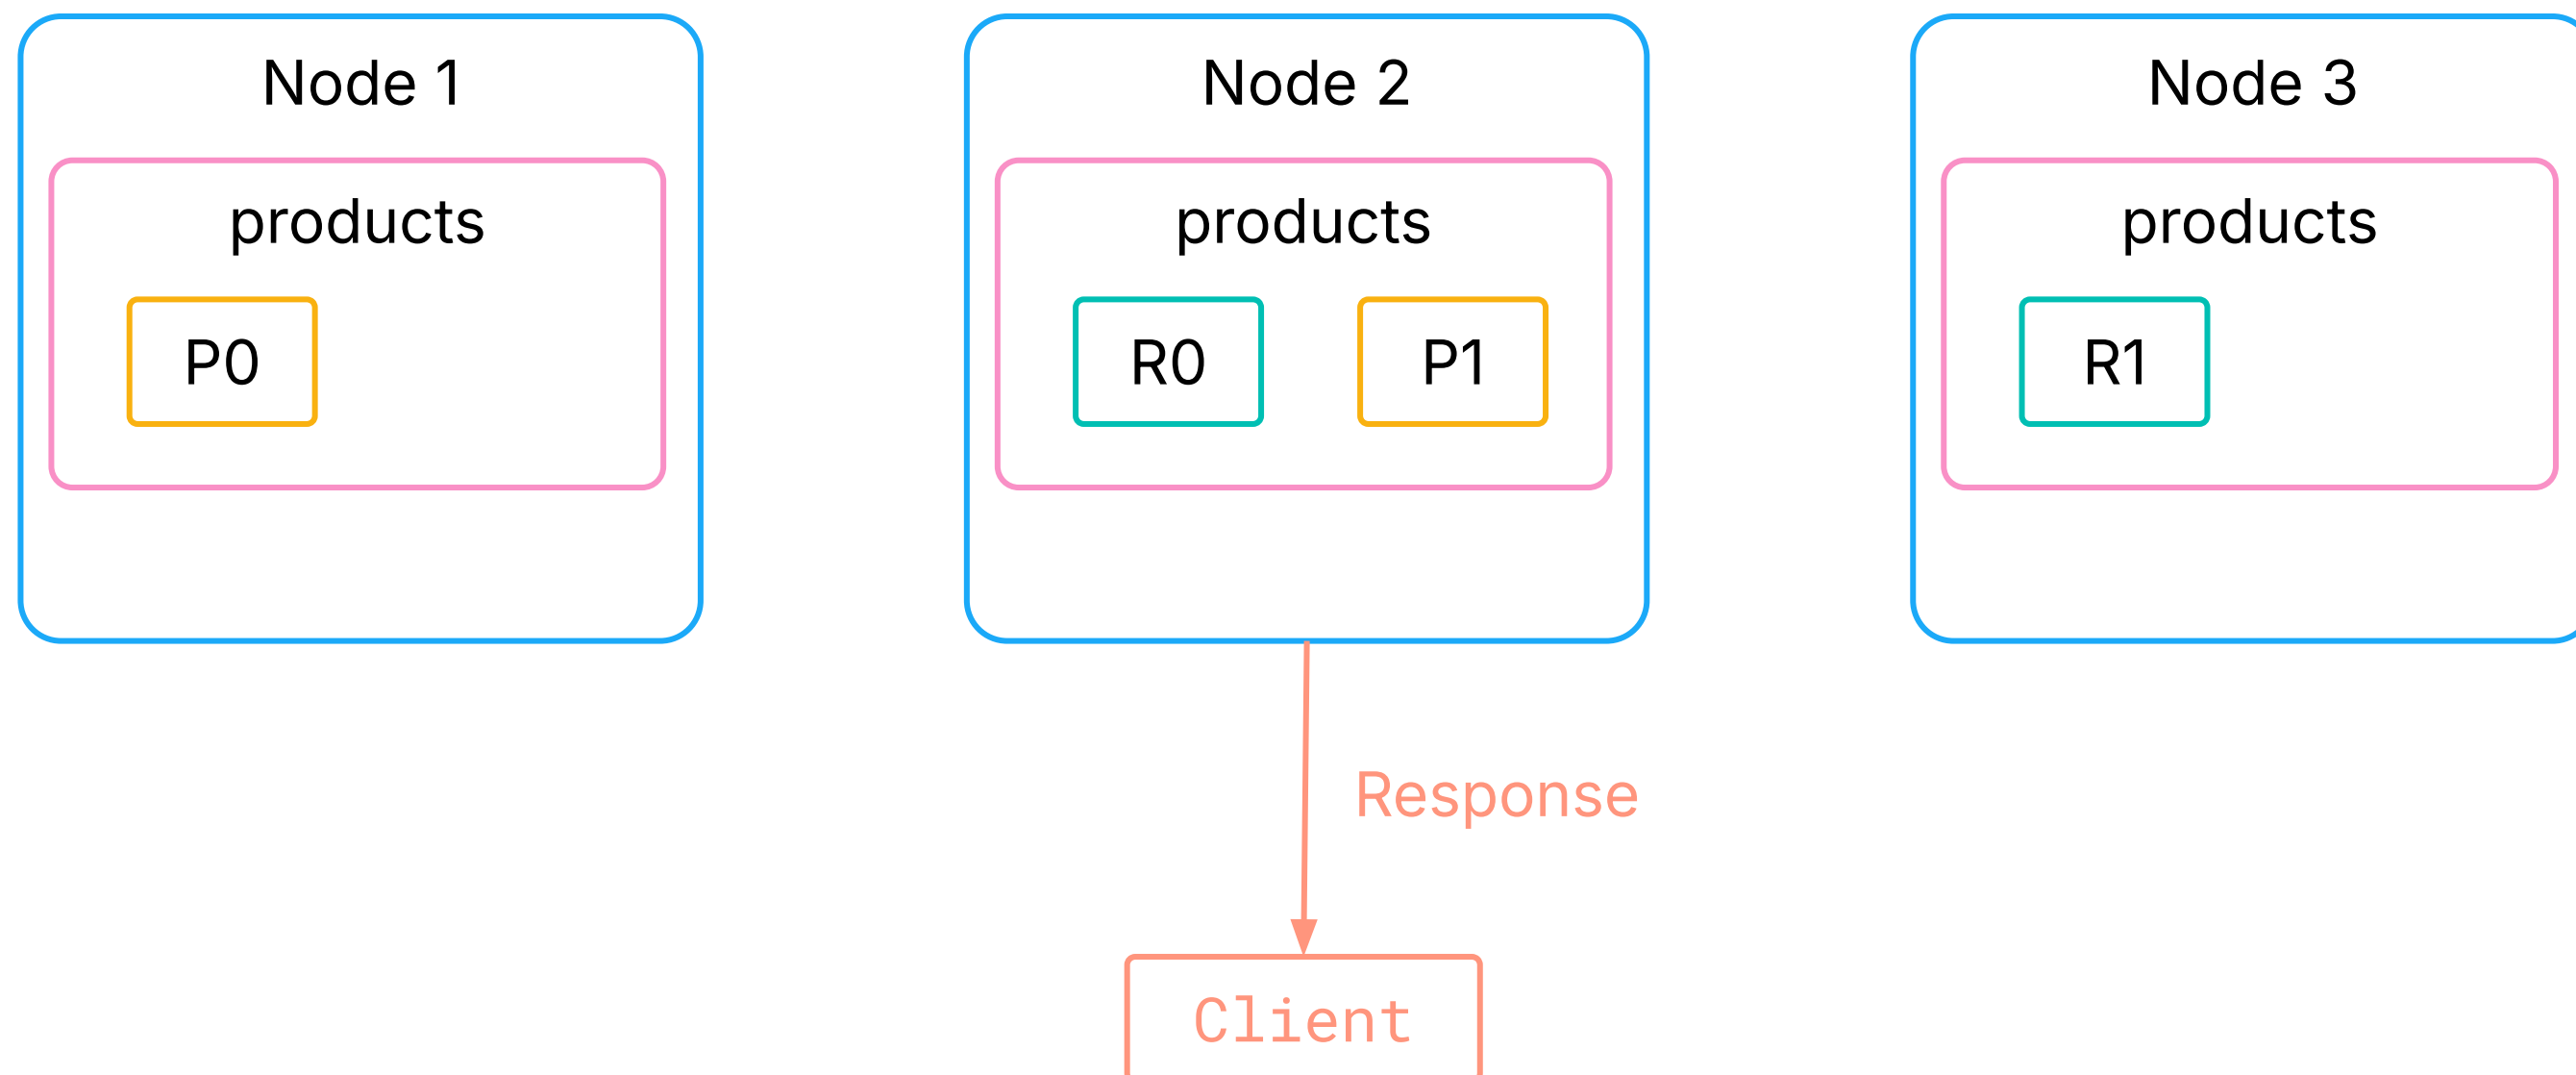 Node 1
Node 2
Node 3
products
products
products
P0
R0
P1
R1
Response
Client